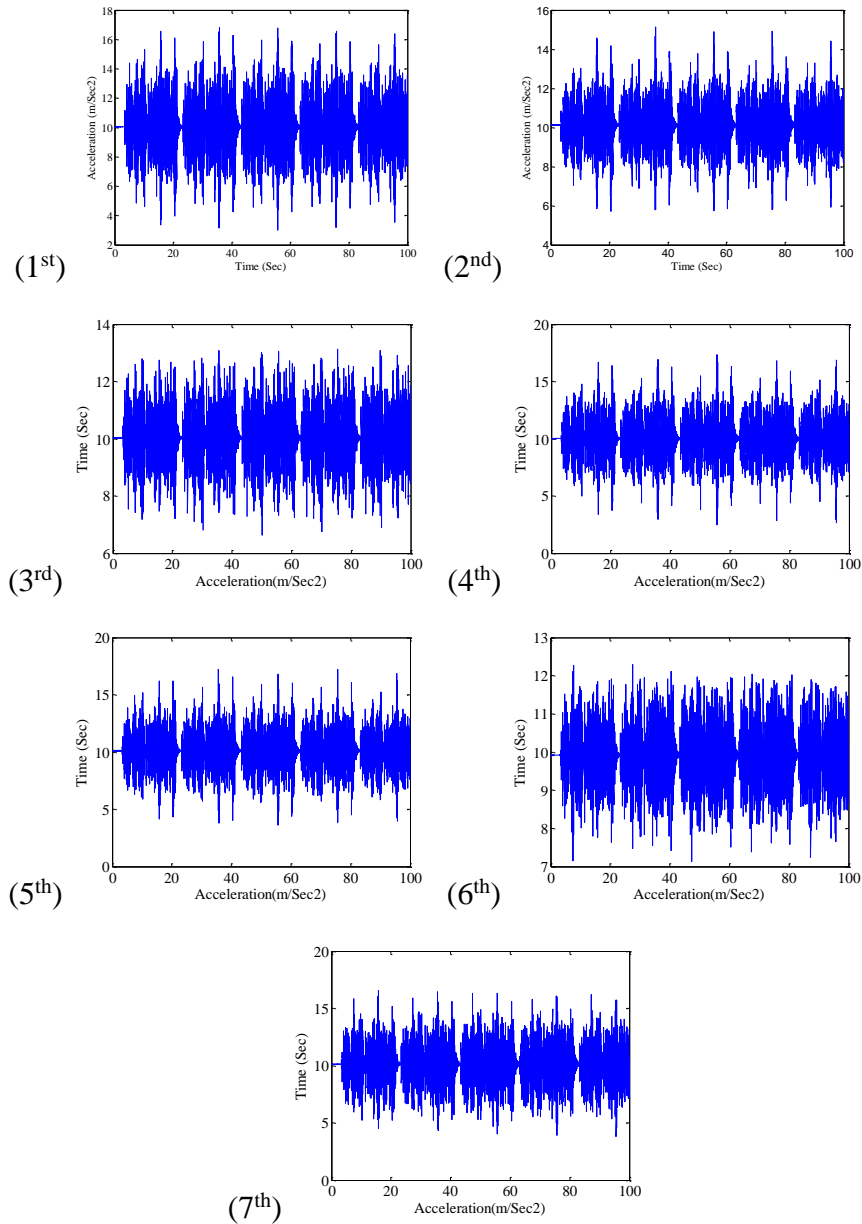 18
16
14
12
10
8
6
4
2
Acceleration (m/Sec2)
0 20 40 60 80 100
Time (Sec)
(1st)
16
14
12
10
8
6
4
Acceleration (m/Sec2)
0 20 40 60 80 100
Time (Sec)
(2nd)
14
12
10
8
6
Time (Sec)
0 20 40 60 80 100
Acceleration(m/Sec2)
(3rd)
20
15
10
5
0
Time (Sec)
0 20 40 60 80 100
Acceleration(m/Sec2)
(4th)
20
15
10
5
0
Time (Sec)
0 20 40 60 80 100
Acceleration(m/Sec2)
(5th)
13
12
11
10
9
8
7
Time (Sec)
0 20 40 60 80 100
Acceleration(m/Sec2)
(6th)
20
15
10
5
0
Time (Sec)
0 20 40 60 80 100
Acceleration(m/Sec2)
(7th)